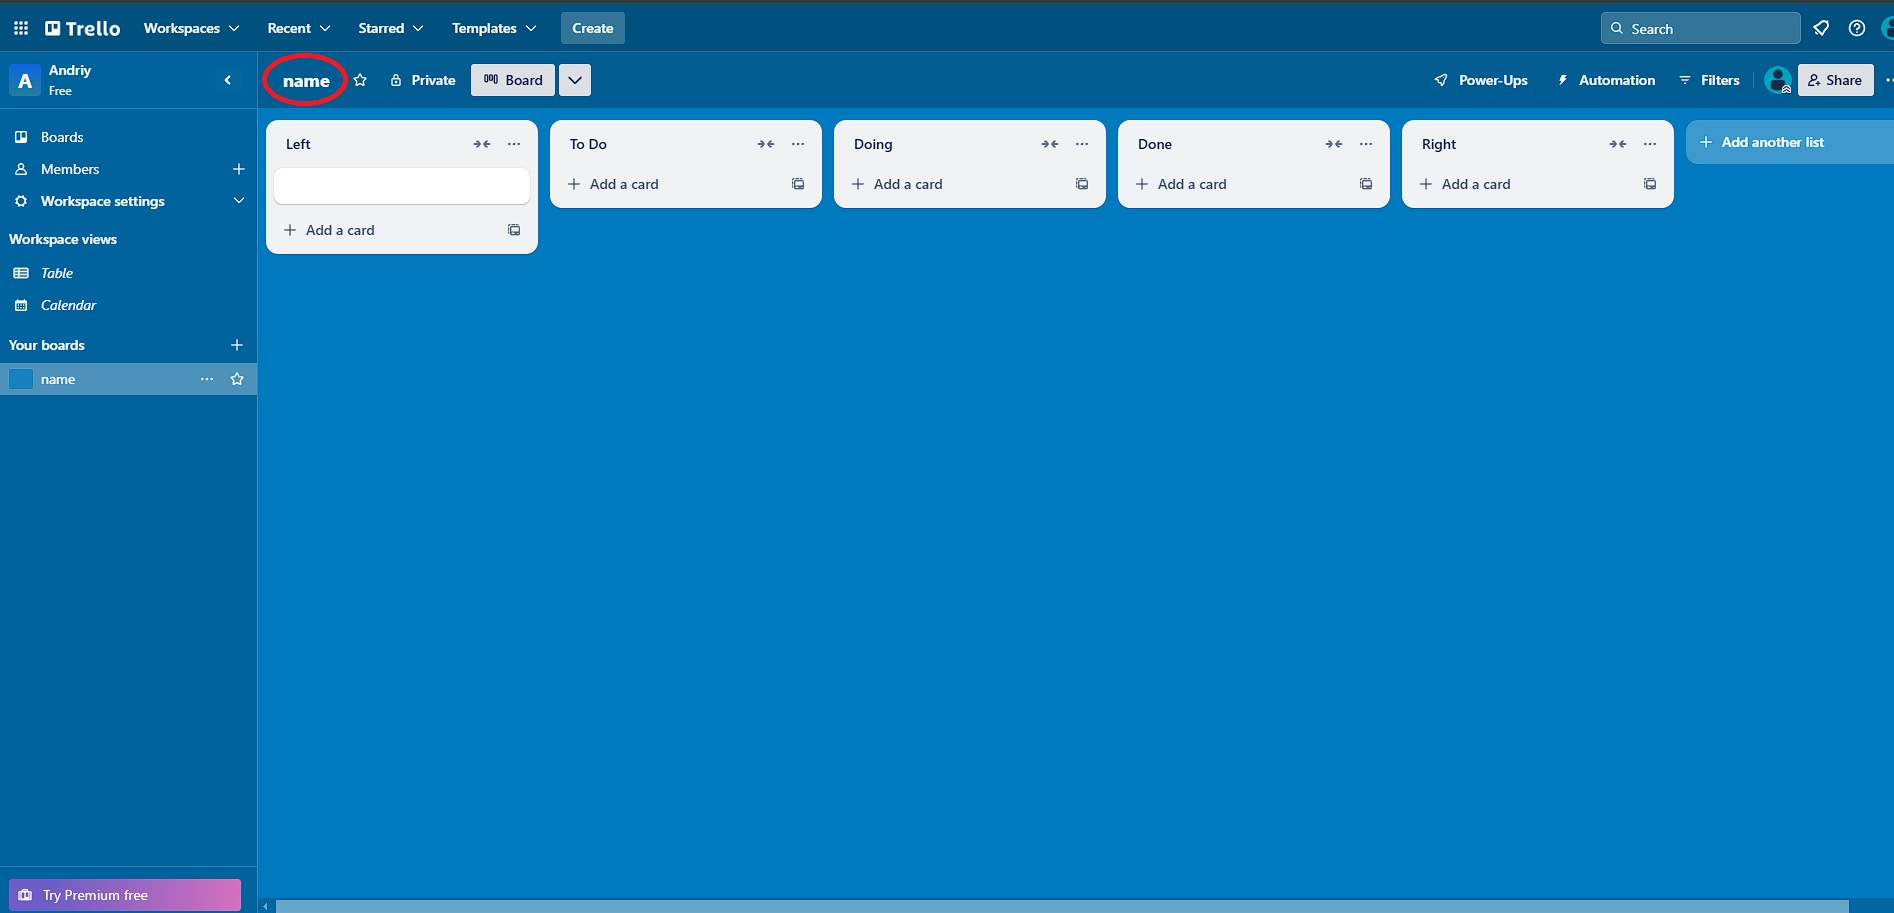 Trello Workspaces Recent Starred Templates Create Search
A Andriy
Free
name Private Board Power-Ups Automation Filters Share
Boards
Members
Workspace settings
Workspace views
Table
Calendar
Your boards
name
Try Premium free
Left
Add a card
To Do
Add a card
Doing
Add a card
Done
Add a card
Right
Add a card
Add another list